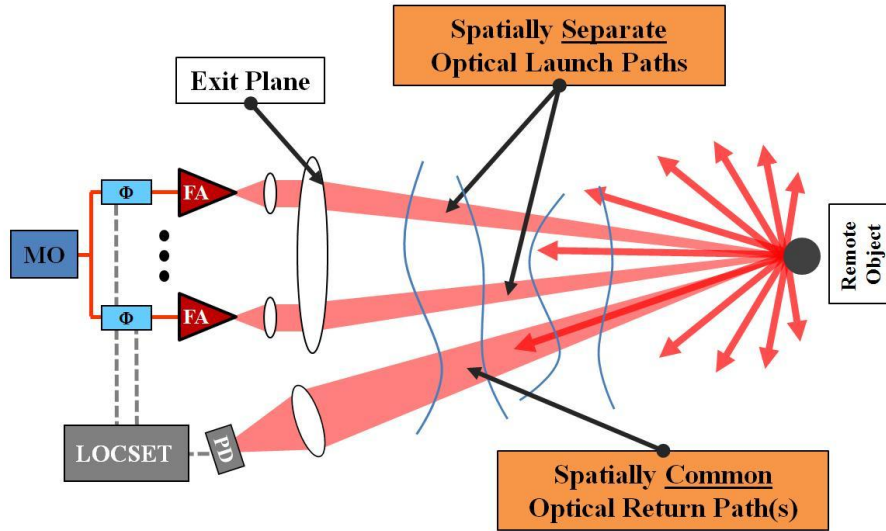 Spatially Separate
Optical Launch Paths
Exit Plane
Φ
FA
MO
Remote
Object
Φ
FA
LOCSET
PD
Spatially Common
Optical Return Path(s)